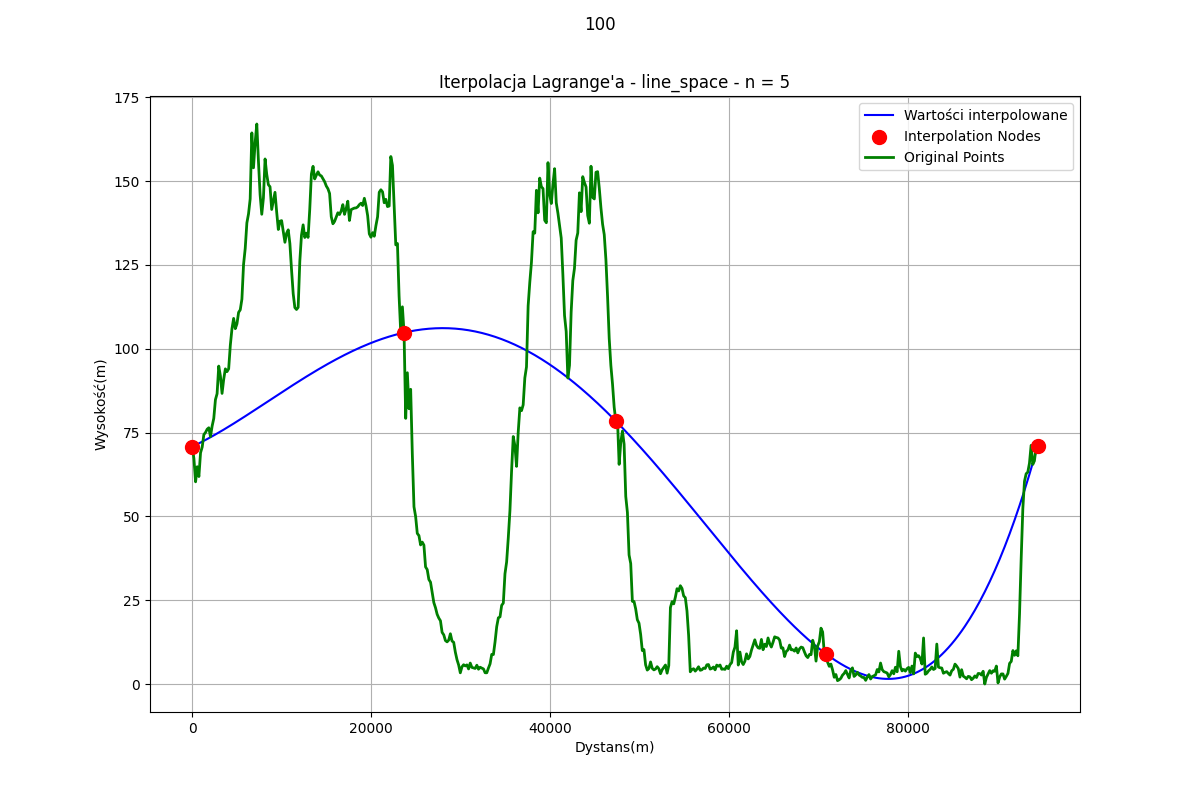 100
Iterpolacja Lagrange'a - line_space - n = 5
Wartości interpolowane
Interpolation Nodes
Original Points
175
150
125
100
75
50
25
0
Wysokość(m)
0 20000 40000 60000 80000
Dystans(m)